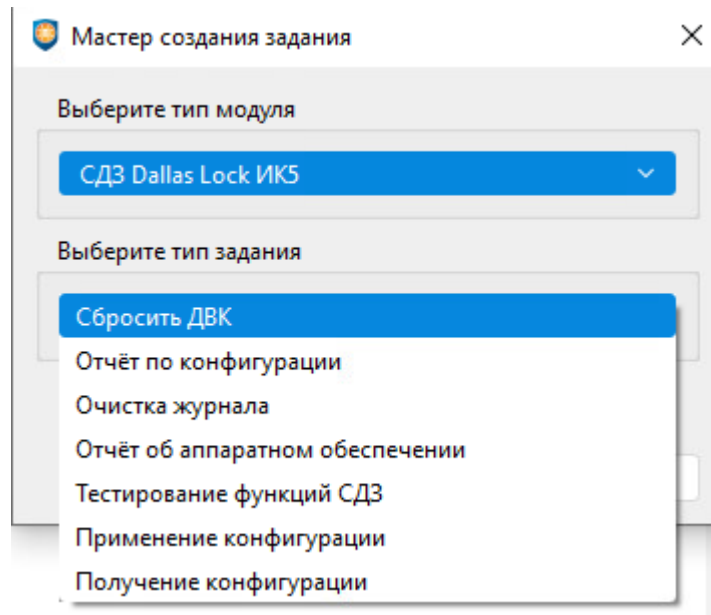 Мастер создания задания
Выберите тип модуля
СДЗ Dallas Lock ИК5
Выберите тип задания
Сбросить ДВК
Отчёт по конфигурации
Очистка журнала
Отчёт об аппаратном обеспечении
Тестирование функций СДЗ
Применение конфигурации
Получение конфигурации